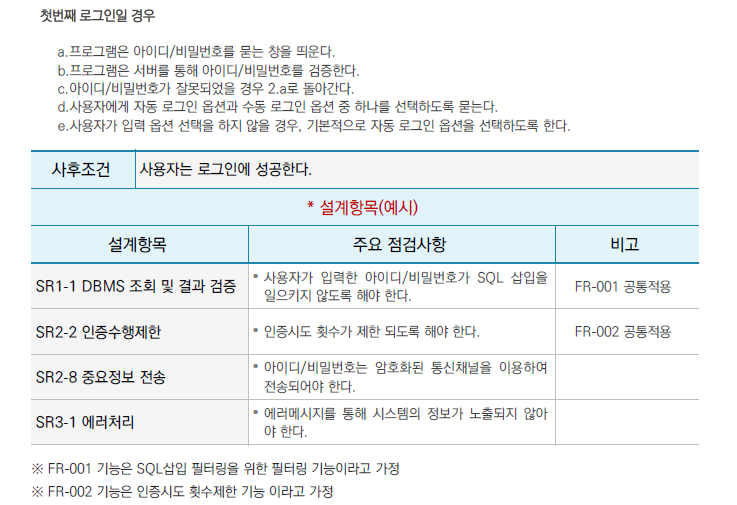 첫번째 로그인일 경우
a.프로그램은 아이디/비밀번호를 묻는 창을 띄운다.
b.프로그램은 서버를 통해 아이디/비밀번호를 검증한다.
c.아이디/비밀번호가 잘못되었을 경우 2.a로 돌아간다.
d.사용자에게 자동 로그인 옵션과 수동 로그인 옵션 중 하나를 선택하도록 묻는다.
e.사용자가 입력 옵션 선택을 하지 않을 경우, 기본적으로 자동 로그인 옵션을 선택하도록 한다.
사후조건 사용자는 로그인에 성공한다.
* 설계항목(예시)
설계항목 주요 점검사항 비고
SR1-1 DBMS 조회 및 결과 검증 • 사용자가 입력한 아이디/비밀번호가 SQL 삽입을 FR-001 공통적용
일으키지 않도록 해야 한다.
SR2-2 인증수행제한 • 인증시도 횟수가 제한 되도록 해야 한다. FR-002 공통적용
SR2-8 중요정보 전송 • 아이디/비밀번호는 암호화된 통신채널을 이용하여
전송되어야 한다.
SR3-1 에러처리 • 에러메시지를 통해 시스템의 정보가 노출되지 않아
야 한다.
※ FR-001 기능은 SQL삽입 필터링을 위한 필터링 기능이라고 가정
※ FR-002 기능은 인증시도 횟수제한 기능 이라고 가정